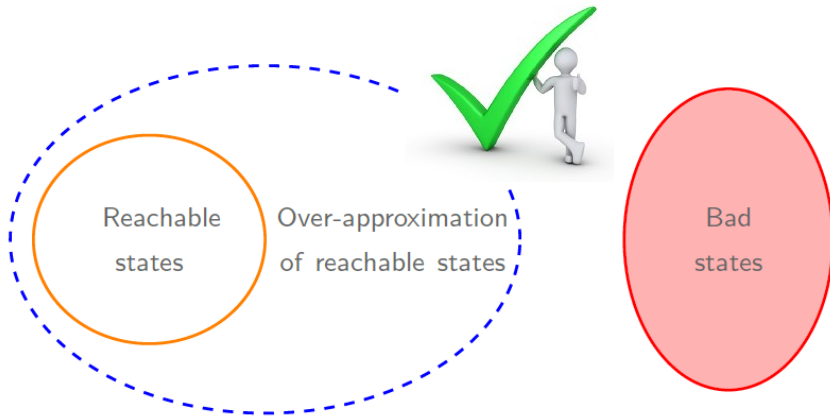 Reachable
states
Over-approximation
of reachable states
Bad
states